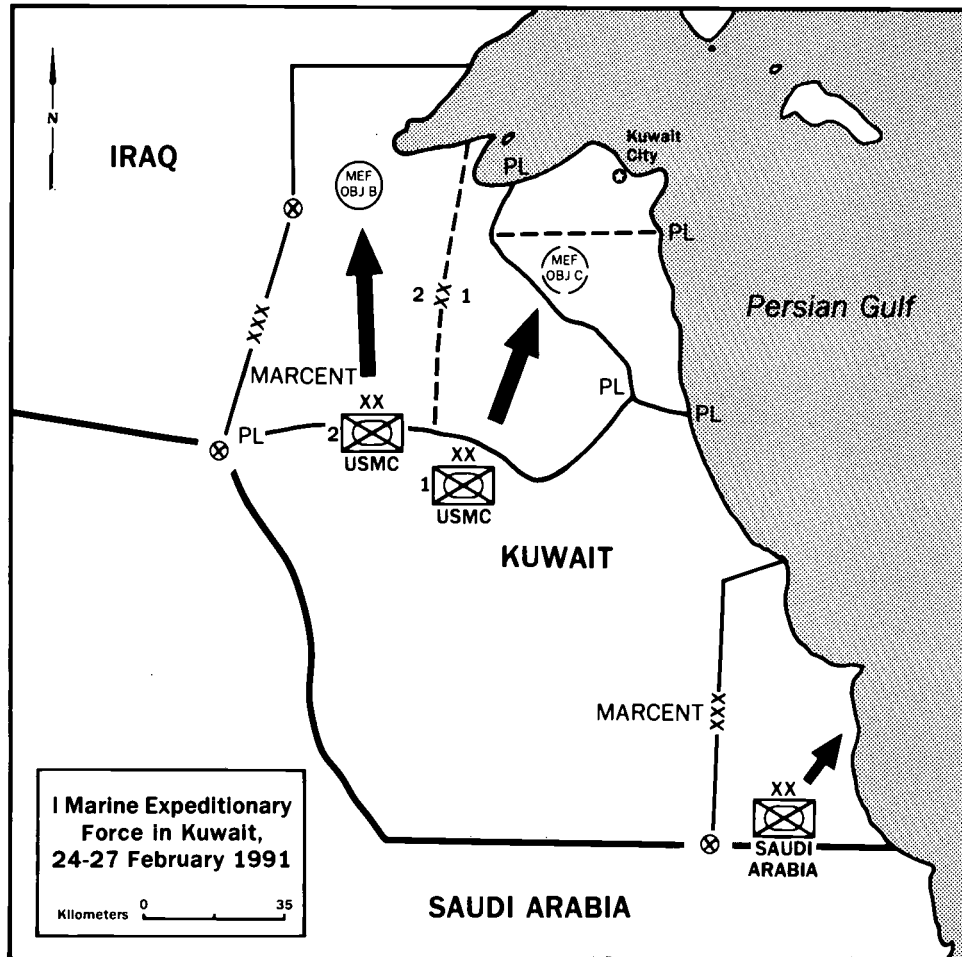 N
IRAQ
MEF
OBJ B
Kuwait
City
PL
PL
MEF
OBJ C
XXX
2 XX 1
Persian Gulf
MARCENT
PL
XX
2
USMC
PL
PL
XX
1
USMC
KUWAIT
MARCENT
XXX
XX
SAUDI
ARABIA
I Marine Expeditionary
Force in Kuwait,
24-27 February 1991
Kilometers 0 35
SAUDI ARABIA